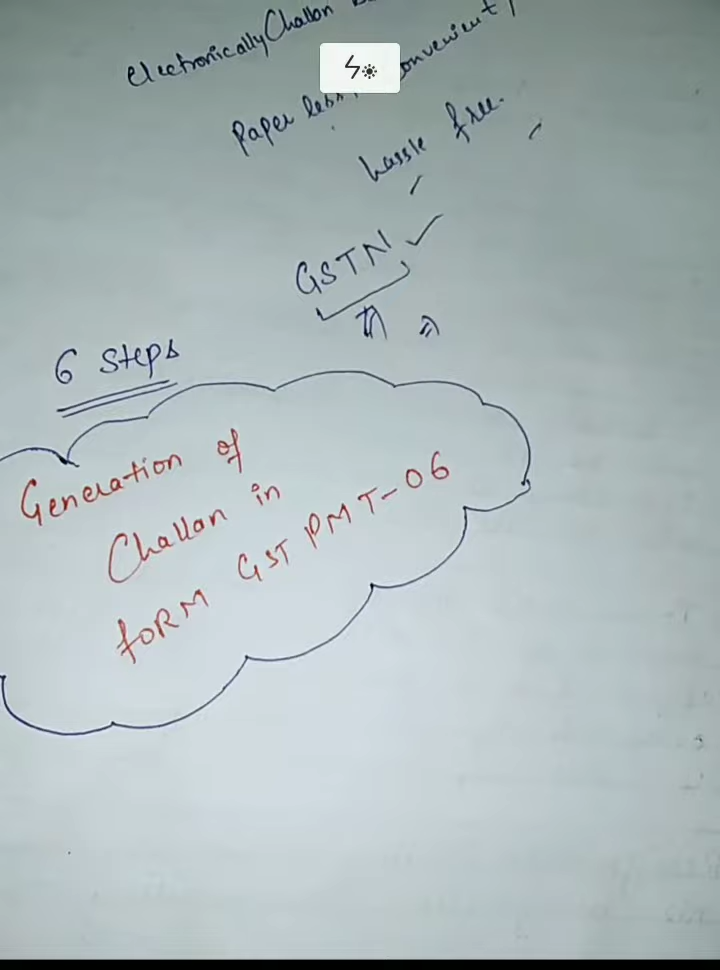 electronically Challan
Paper less,
hassle free.
GSTN
6 Steps
Generation of
Challan in
foRM GST PMT-06